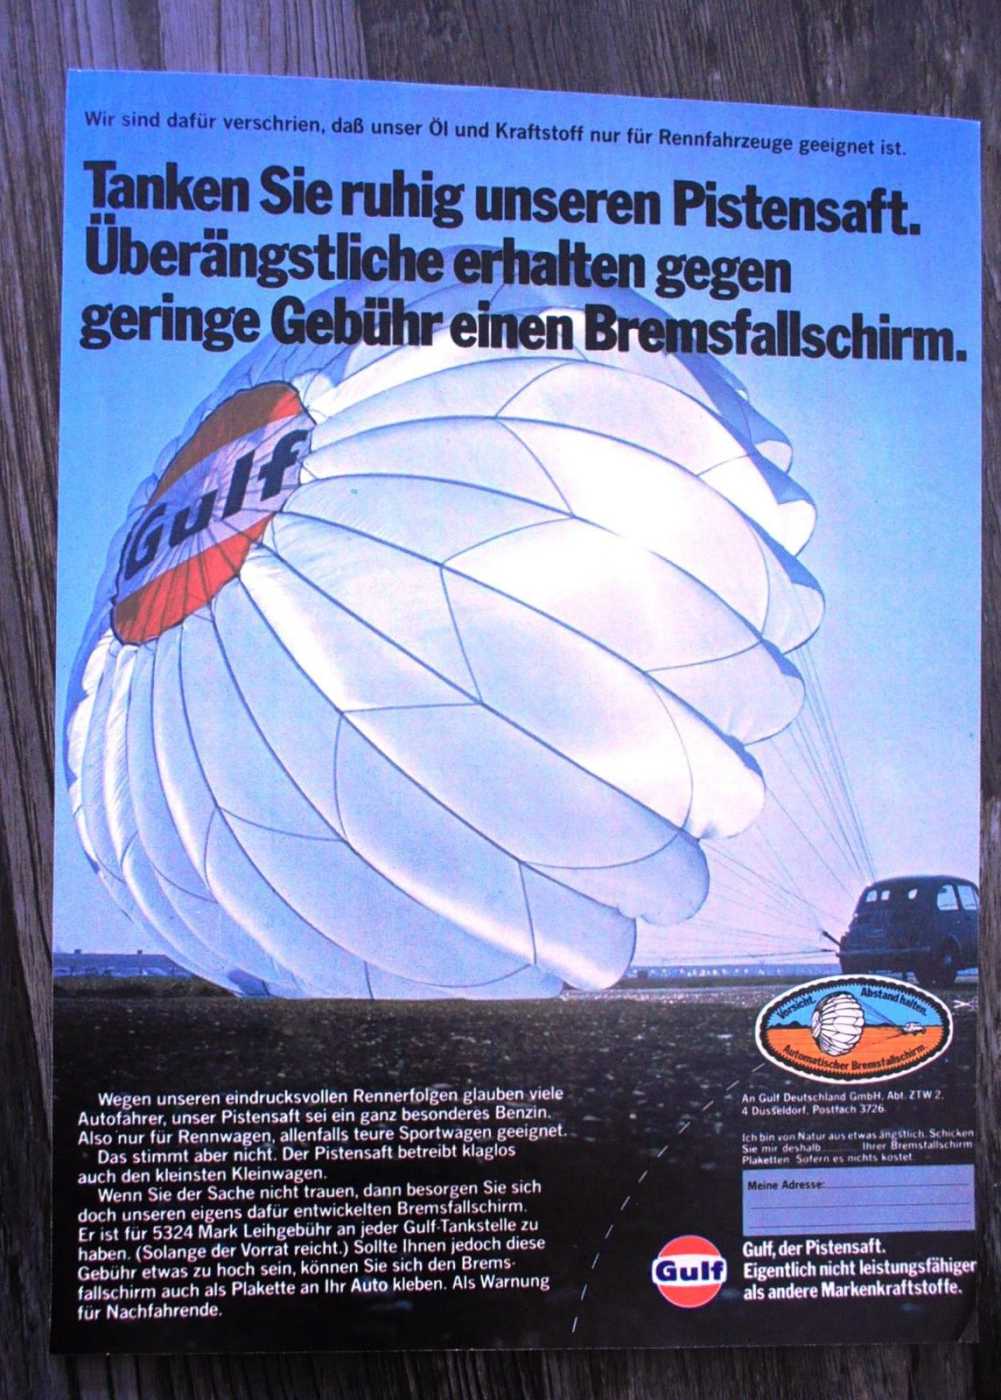 Wir sind dafür verschrien, daß unser Öl und Kraftstoff nur für Rennfahrzeuge geeignet ist.
Tanken Sie ruhig unseren Pistensaft.
Überängstliche erhalten gegen
geringe Gebühr einen Bremsfallschirm.
Gulf
Vorsicht. Abstand halten.
Automatischer Bremsfallschirm.
Wegen unseren eindrucksvollen Rennerfolgen glauben viele
Autofahrer, unser Pistensaft sei ein ganz besonderes Benzin.
Also nur für Rennwagen, allenfalls teure Sportwagen geeignet.
Das stimmt aber nicht. Der Pistensaft betreibt klaglos
auch den kleinsten Kleinwagen.
Wenn Sie der Sache nicht trauen, dann besorgen Sie sich
doch unseren eigens dafür entwickelten Bremsfallschirm.
Er ist für 5324 Mark Leihgebühr an jeder Gulf-Tankstelle zu
haben. (Solange der Vorrat reicht.) Sollte Ihnen jedoch diese
Gebühr etwas zu hoch sein, können Sie sich den Brems-
fallschirm auch als Plakette an Ihr Auto kleben. Als Warnung
für Nachfahrende.
An Gulf Deutschland GmbH, Abt. ZTW 2,
4 Düsseldorf, Postfach 3726.
Ich bin von Natur aus etwas ängstlich. Schicken
Sie mir deshalb Ihrer Bremsfallschirm
Plaketten. Sofern es nichts kostet.
Meine Adresse:
Gulf
Gulf, der Pistensaft.
Eigentlich nicht leistungsfähiger
als andere Markenkraftstoffe.